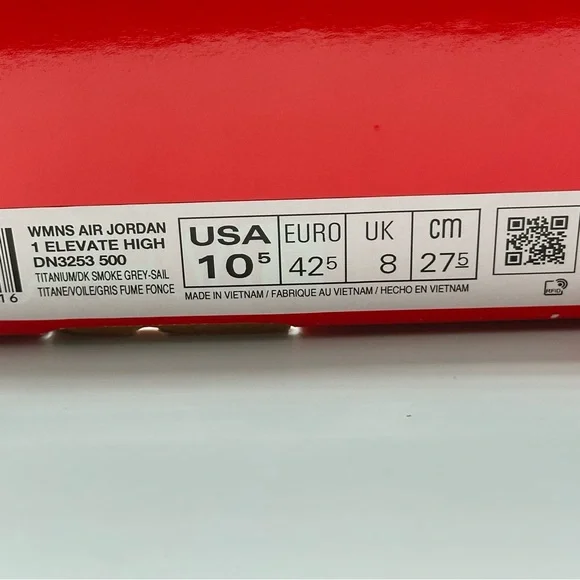 WMNS AIR JORDAN
1 ELEVATE HIGH
DN3253 500
TITANIUM/DK SMOKE GREY-SAIL
TITANE/VOILE/GRIS FUME FONCE
16
USA
10⁵
EURO
42⁵
UK
8
cm
27⁵
MADE IN VIETNAM / FABRIQUE AU VIETNAM / HECHO EN VIETNAM
RFID